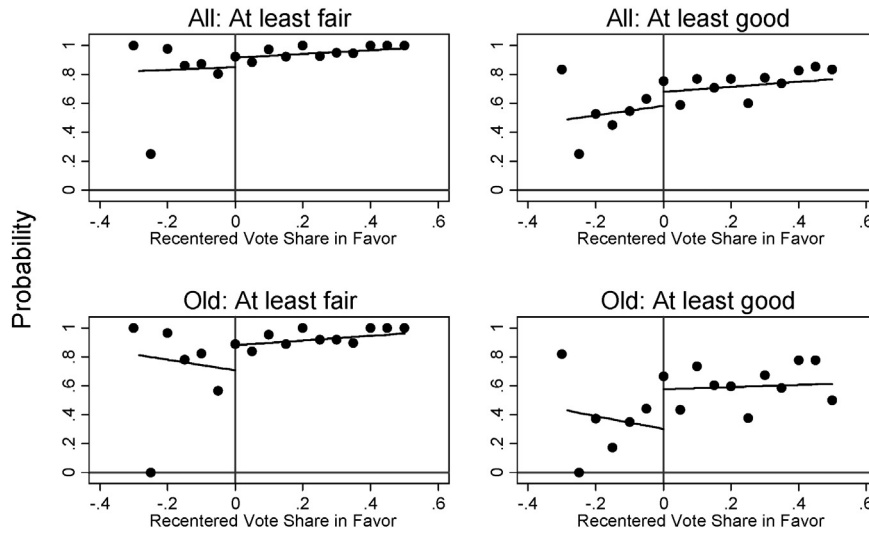 Probability
All: At least fair
1
.8
.6
.4
.2
0
-.4 -.2 0 .2 .4 .6
Recentered Vote Share in Favor
All: At least good
1
.8
.6
.4
.2
0
-.4 -.2 0 .2 .4 .6
Recentered Vote Share in Favor
Old: At least fair
1
.8
.6
.4
.2
0
-.4 -.2 0 .2 .4 .6
Recentered Vote Share in Favor
Old: At least good
1
.8
.6
.4
.2
0
-.4 -.2 0 .2 .4 .6
Recentered Vote Share in Favor